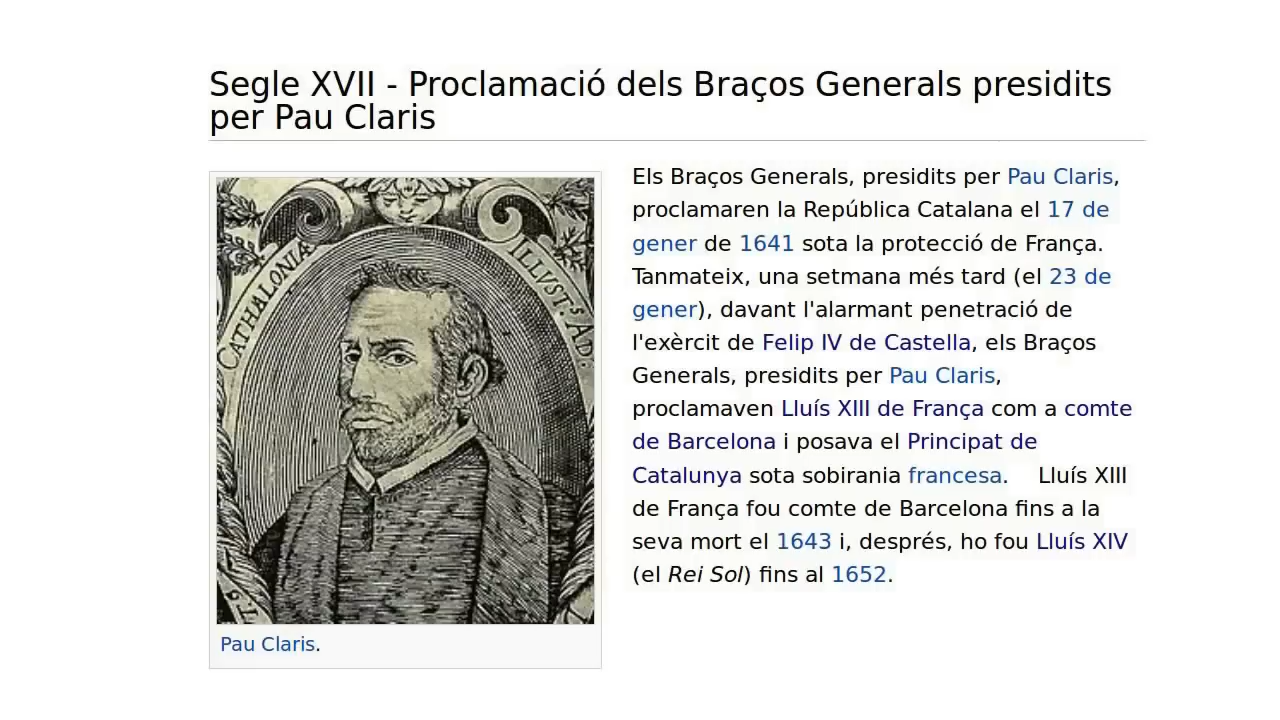 Segle XVII - Proclamació dels Braços Generals presidits
per Pau Claris
CATHALONIÆ
ILLUSTS AD
Pau Claris.
Els Braços Generals, presidits per Pau Claris,
proclamaren la República Catalana el 17 de
gener de 1641 sota la protecció de França.
Tanmateix, una setmana més tard (el 23 de
gener), davant l'alarmant penetració de
l'exèrcit de Felip IV de Castella, els Braços
Generals, presidits per Pau Claris,
proclamaven Lluís XIII de França com a comte
de Barcelona i posava el Principat de
Catalunya sota sobirania francesa. Lluís XIII
de França fou comte de Barcelona fins a la
seva mort el 1643 i, després, ho fou Lluís XIV
(el Rei Sol) fins al 1652.